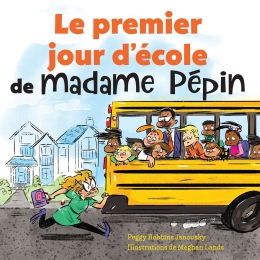 Le premier
jour d'école
de madame Pépin
Peggy Robbins Janousky
Illustrations de Meghan Lands